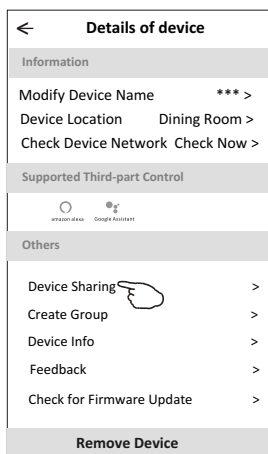 ← Details of device
Information
Modify Device Name *** >
Device Location Dining Room >
Check Device Network Check Now >
Supported Third-part Control
amazon alexa Google Assistant
Others
Device Sharing >
Create Group >
Device Info >
Feedback >
Check for Firmware Update >
Remove Device